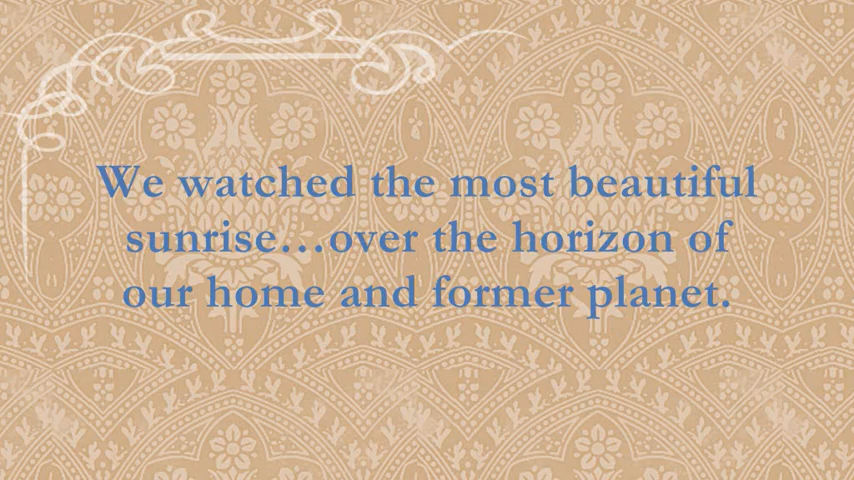 We watched the most beautiful
sunrise…over the horizon of
our home and former planet.